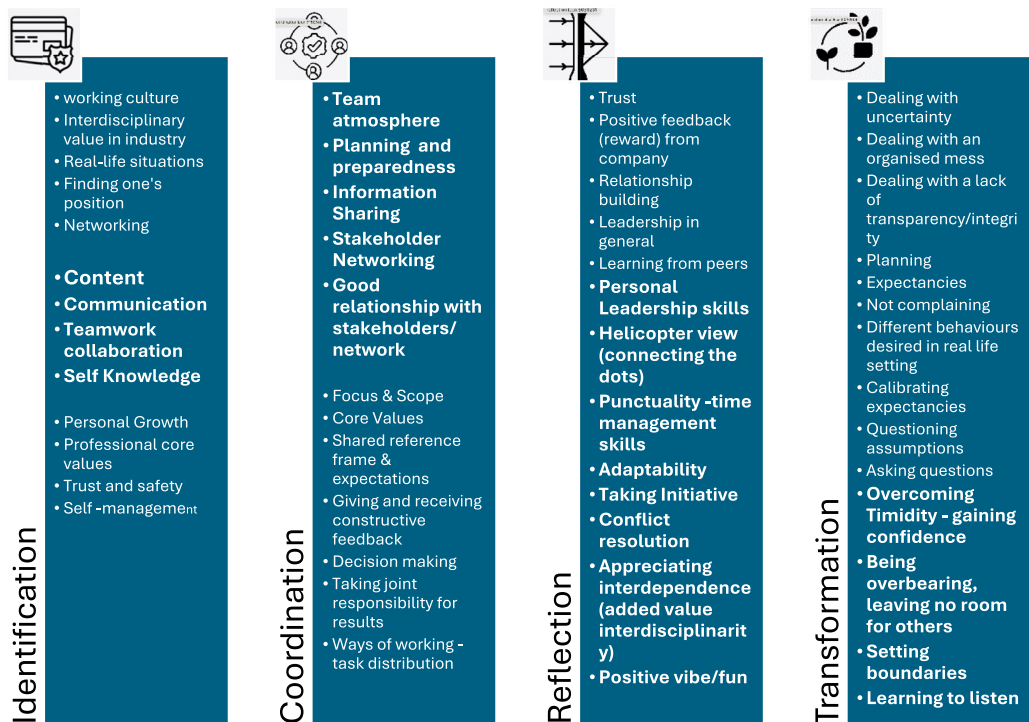 Identification
• working culture
• Interdisciplinary
value in industry
• Real-life situations
• Finding one's
position
• Networking
• Content
• Communication
• Teamwork
collaboration
• Self Knowledge
• Personal Growth
• Professional core
values
• Trust and safety
• Self -management
Coordination
• Team
atmosphere
• Planning and
preparedness
• Information
Sharing
• Stakeholder
Networking
• Good
relationship with
stakeholders/
network
• Focus & Scope
• Core Values
• Shared reference
frame &
expectations
• Giving and receiving
constructive
feedback
• Decision making
• Taking joint
responsibility for
results
• Ways of working -
task distribution
Reflection
• Trust
• Positive feedback
(reward) from
company
• Relationship
building
• Leadership in
general
• Learning from peers
• Personal
Leadership skills
• Helicopter view
(connecting the
dots)
• Punctuality -time
management
skills
• Adaptability
• Taking Initiative
• Conflict
resolution
• Appreciating
interdependence
(added value
interdisciplinarit
y)
• Positive vibe/fun
Transformation
• Dealing with
uncertainty
• Dealing with an
organised mess
• Dealing with a lack
of
transparency/integri
ty
• Planning
• Expectancies
• Not complaining
• Different behaviours
desired in real life
setting
• Calibrating
expectancies
• Questioning
assumptions
• Asking questions
• Overcoming
Timidity - gaining
confidence
• Being
overbearing,
leaving no room
for others
• Setting
boundaries
• Learning to listen